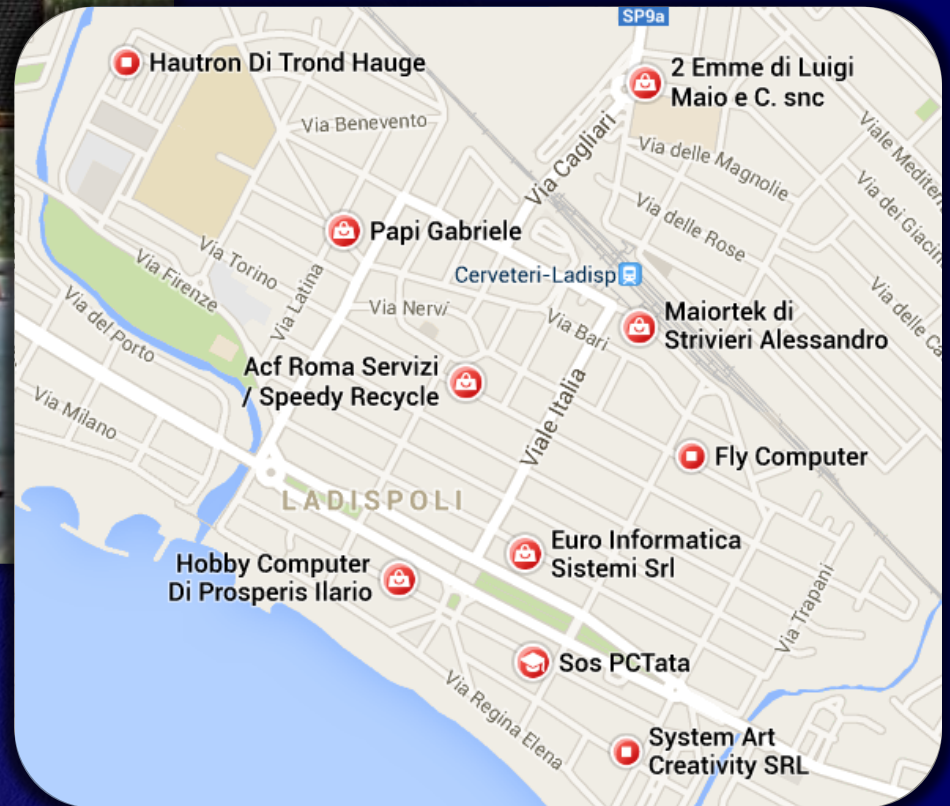 SP9a
Hautron Di Trond Hauge
2 Emme di Luigi
Maio e C. snc
Via Benevento
Via Cagliari
Via delle Magnolie
Viale Mediterr
Via dei Giacin
Via delle Rose
Papi Gabriele
Via Torino
Via Firenze
Via Latina
Cerveteri-Ladisp
Via delle Ca
Via del Porto
Via Nervi
Via Bari
Maiortek di
Strivieri Alessandro
Acf Roma Servizi
/ Speedy Recycle
Viale Italia
Via Milano
Fly Computer
LADISPOLI
Euro Informatica
Sistemi Srl
Hobby Computer
Di Prosperis Ilario
Via Trapani
Sos PCTata
Via Regina Elena
System Art
Creativity SRL